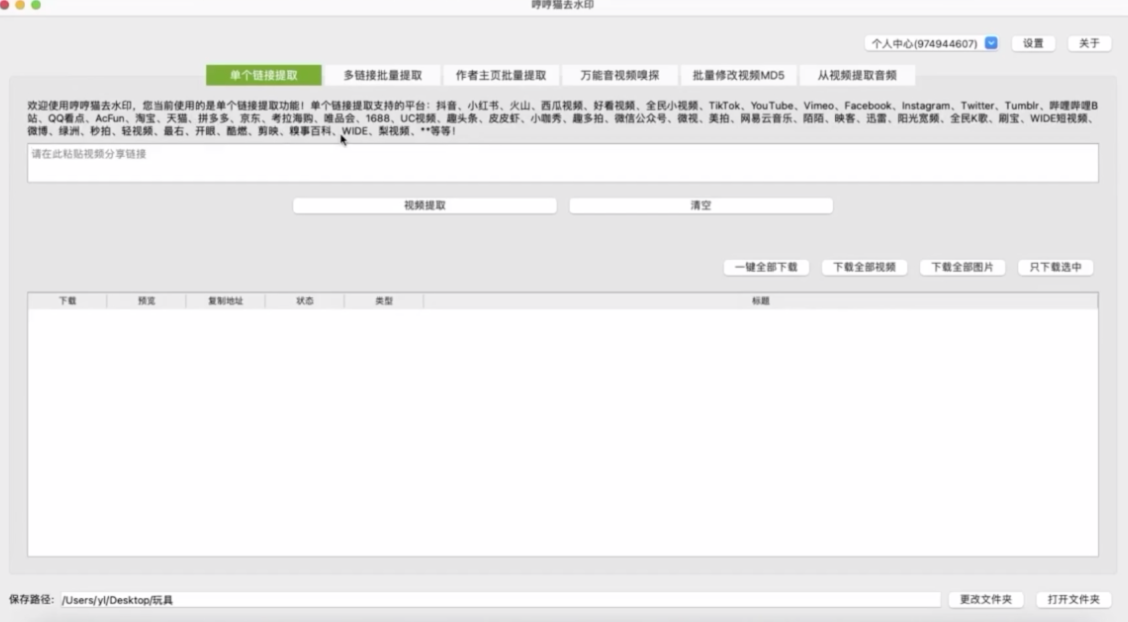 哼哼猫去水印
个人中心(974944607)
设置
关于
单个链接提取
多链接批量提取
作者主页批量提取
万能音视频嗅探
批量修改视频MD5
从视频提取音频
欢迎使用哼哼猫去水印，您当前使用的是单个链接提取功能！单个链接提取支持的平台：抖音、小红书、火山、西瓜视频、好看视频、全民小视频、TikTok、YouTube、Vimeo、Facebook、Instagram、Twitter、Tumblr、哔哩哔哩B
站、QQ看点、AcFun、淘宝、天猫、拼多多、京东、考拉海购、唯品会、1688、UC视频、趣头条、皮皮虾、小咖秀、趣多拍、微信公众号、微视、美拍、网易云音乐、陌陌、映客、迅雷、阳光宽频、全民K歌、刷宝、WIDE短视频、
微博、绿洲、秒拍、轻视频、最右、开眼、酷燃、剪映、糗事百科、WIDE、梨视频、**等等！
请在此粘贴视频分享链接
视频提取
清空
一键全部下载
下载全部视频
下载全部图片
只下载选中
下载
预览
复制地址
状态
类型
标题
保存路径:
/Users/yl/Desktop/玩具
更改文件夹
打开文件夹